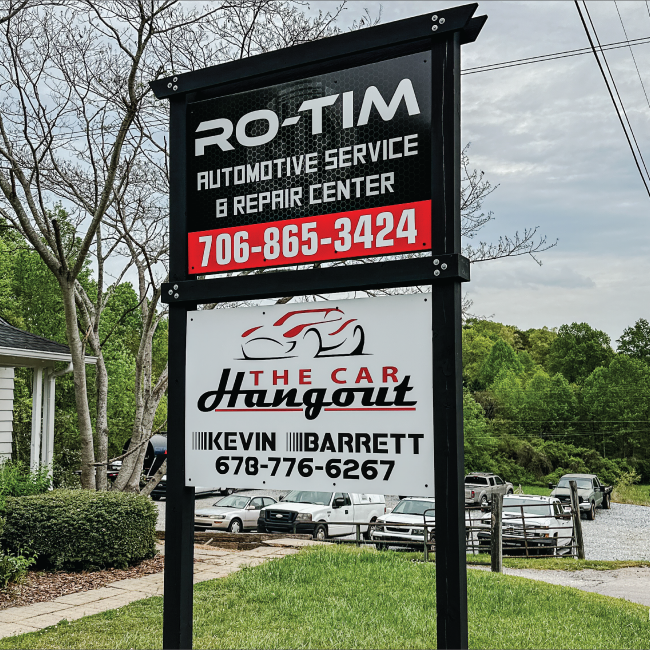 RO-TIM
AUTOMOTIVE SERVICE
& REPAIR CENTER
706-865-3424
THE CAR
Hangout
KEVIN BARRETT
678-776-6267